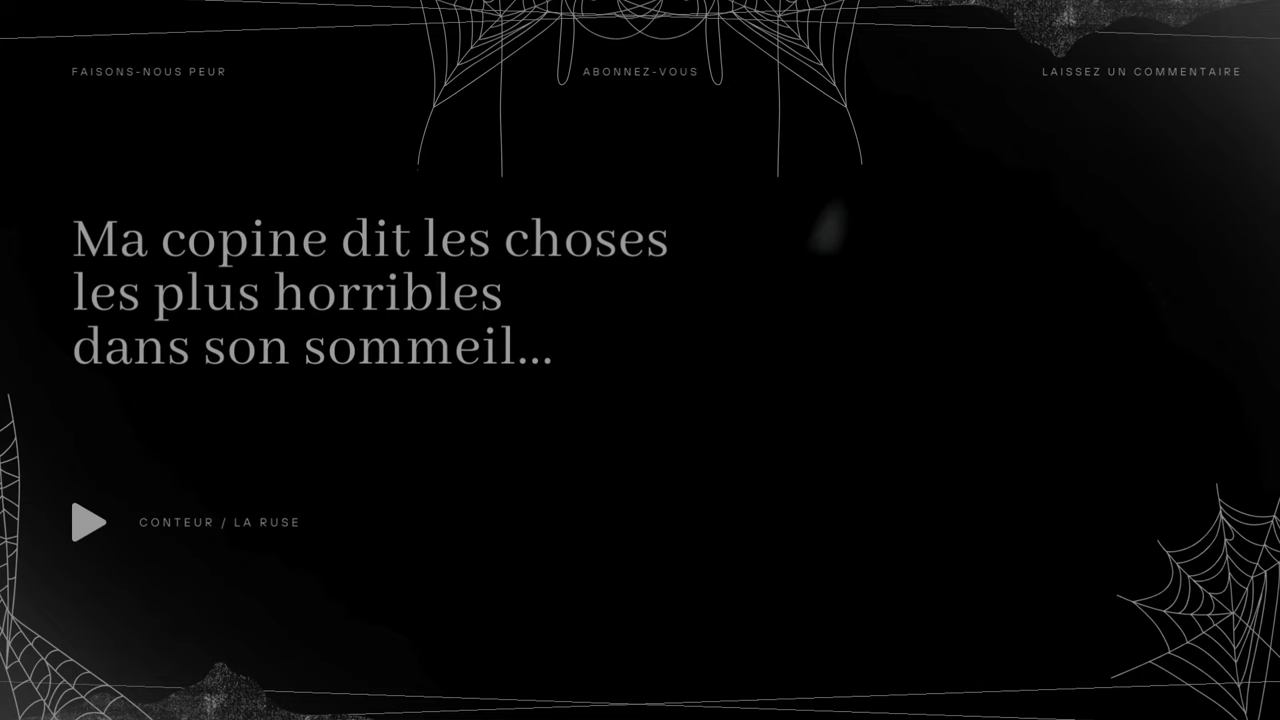 FAISONS-NOUS PEUR
ABONNEZ-VOUS
LAISSEZ UN COMMENTAIRE
Ma copine dit les choses
les plus horribles
dans son sommeil...
CONTEUR / LA RUSE